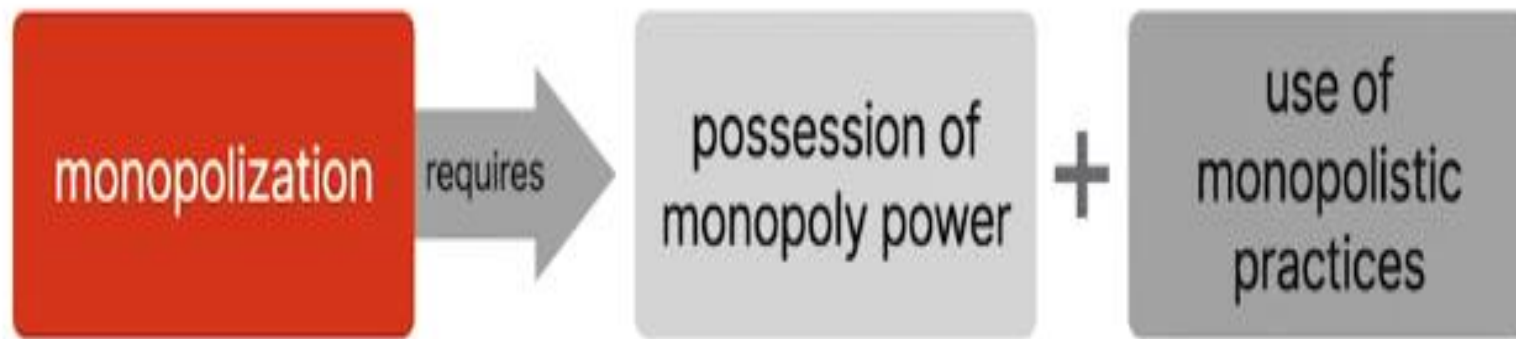 monopolization
requires
possession of
monopoly power
+
use of
monopolistic
practices